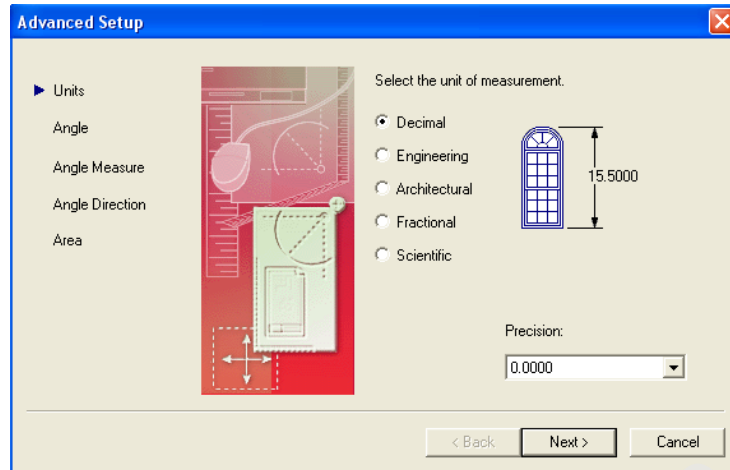 Advanced Setup
Units
Angle
Angle Measure
Angle Direction
Area
Select the unit of measurement.
Decimal
Engineering
Architectural
Fractional
Scientific
15.5000
Precision:
0.0000
< Back
Next >
Cancel